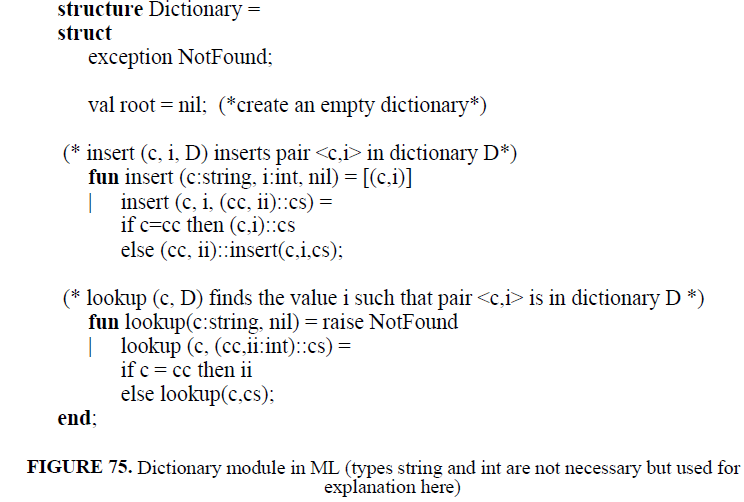 structure Dictionary =
struct
exception NotFound;
val root = nil; (*create an empty dictionary*)
(* insert (c, i, D) inserts pair <c,i> in dictionary D*)
fun insert (c:string, i:int, nil) = [(c,i)]
| insert (c, i, (cc, ii)::cs) =
if c=cc then (c,i)::cs
else (cc, ii)::insert(c,i,cs);
(* lookup (c, D) finds the value i such that pair <c,i> is in dictionary D *)
fun lookup(c:string, nil) = raise NotFound
| lookup (c, (cc,ii:int)::cs) =
if c = cc then ii
else lookup(c,cs);
end;
FIGURE 75. Dictionary module in ML (types string and int are not necessary but used for
explanation here)